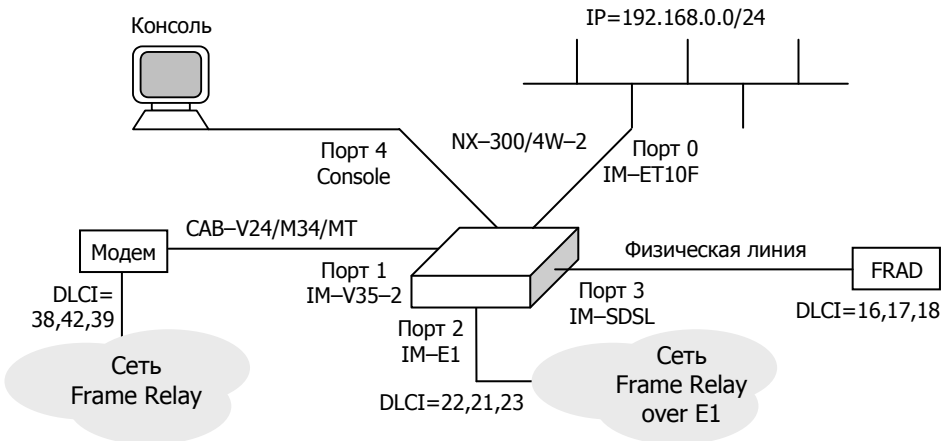 IP=192.168.0.0/24
Консоль
NX–300/4W–2
Порт 4
Console
Порт 0
IM–ET10F
CAB–V24/M34/MT
Модем
Порт 1
IM–V35–2
Физическая линия
FRAD
Порт 3
IM–SDSL
DLCI=16,17,18
DLCI=
38,42,39
Порт 2
IM–E1
Сеть
Frame Relay
DLCI=22,21,23
Сеть
Frame Relay
over E1